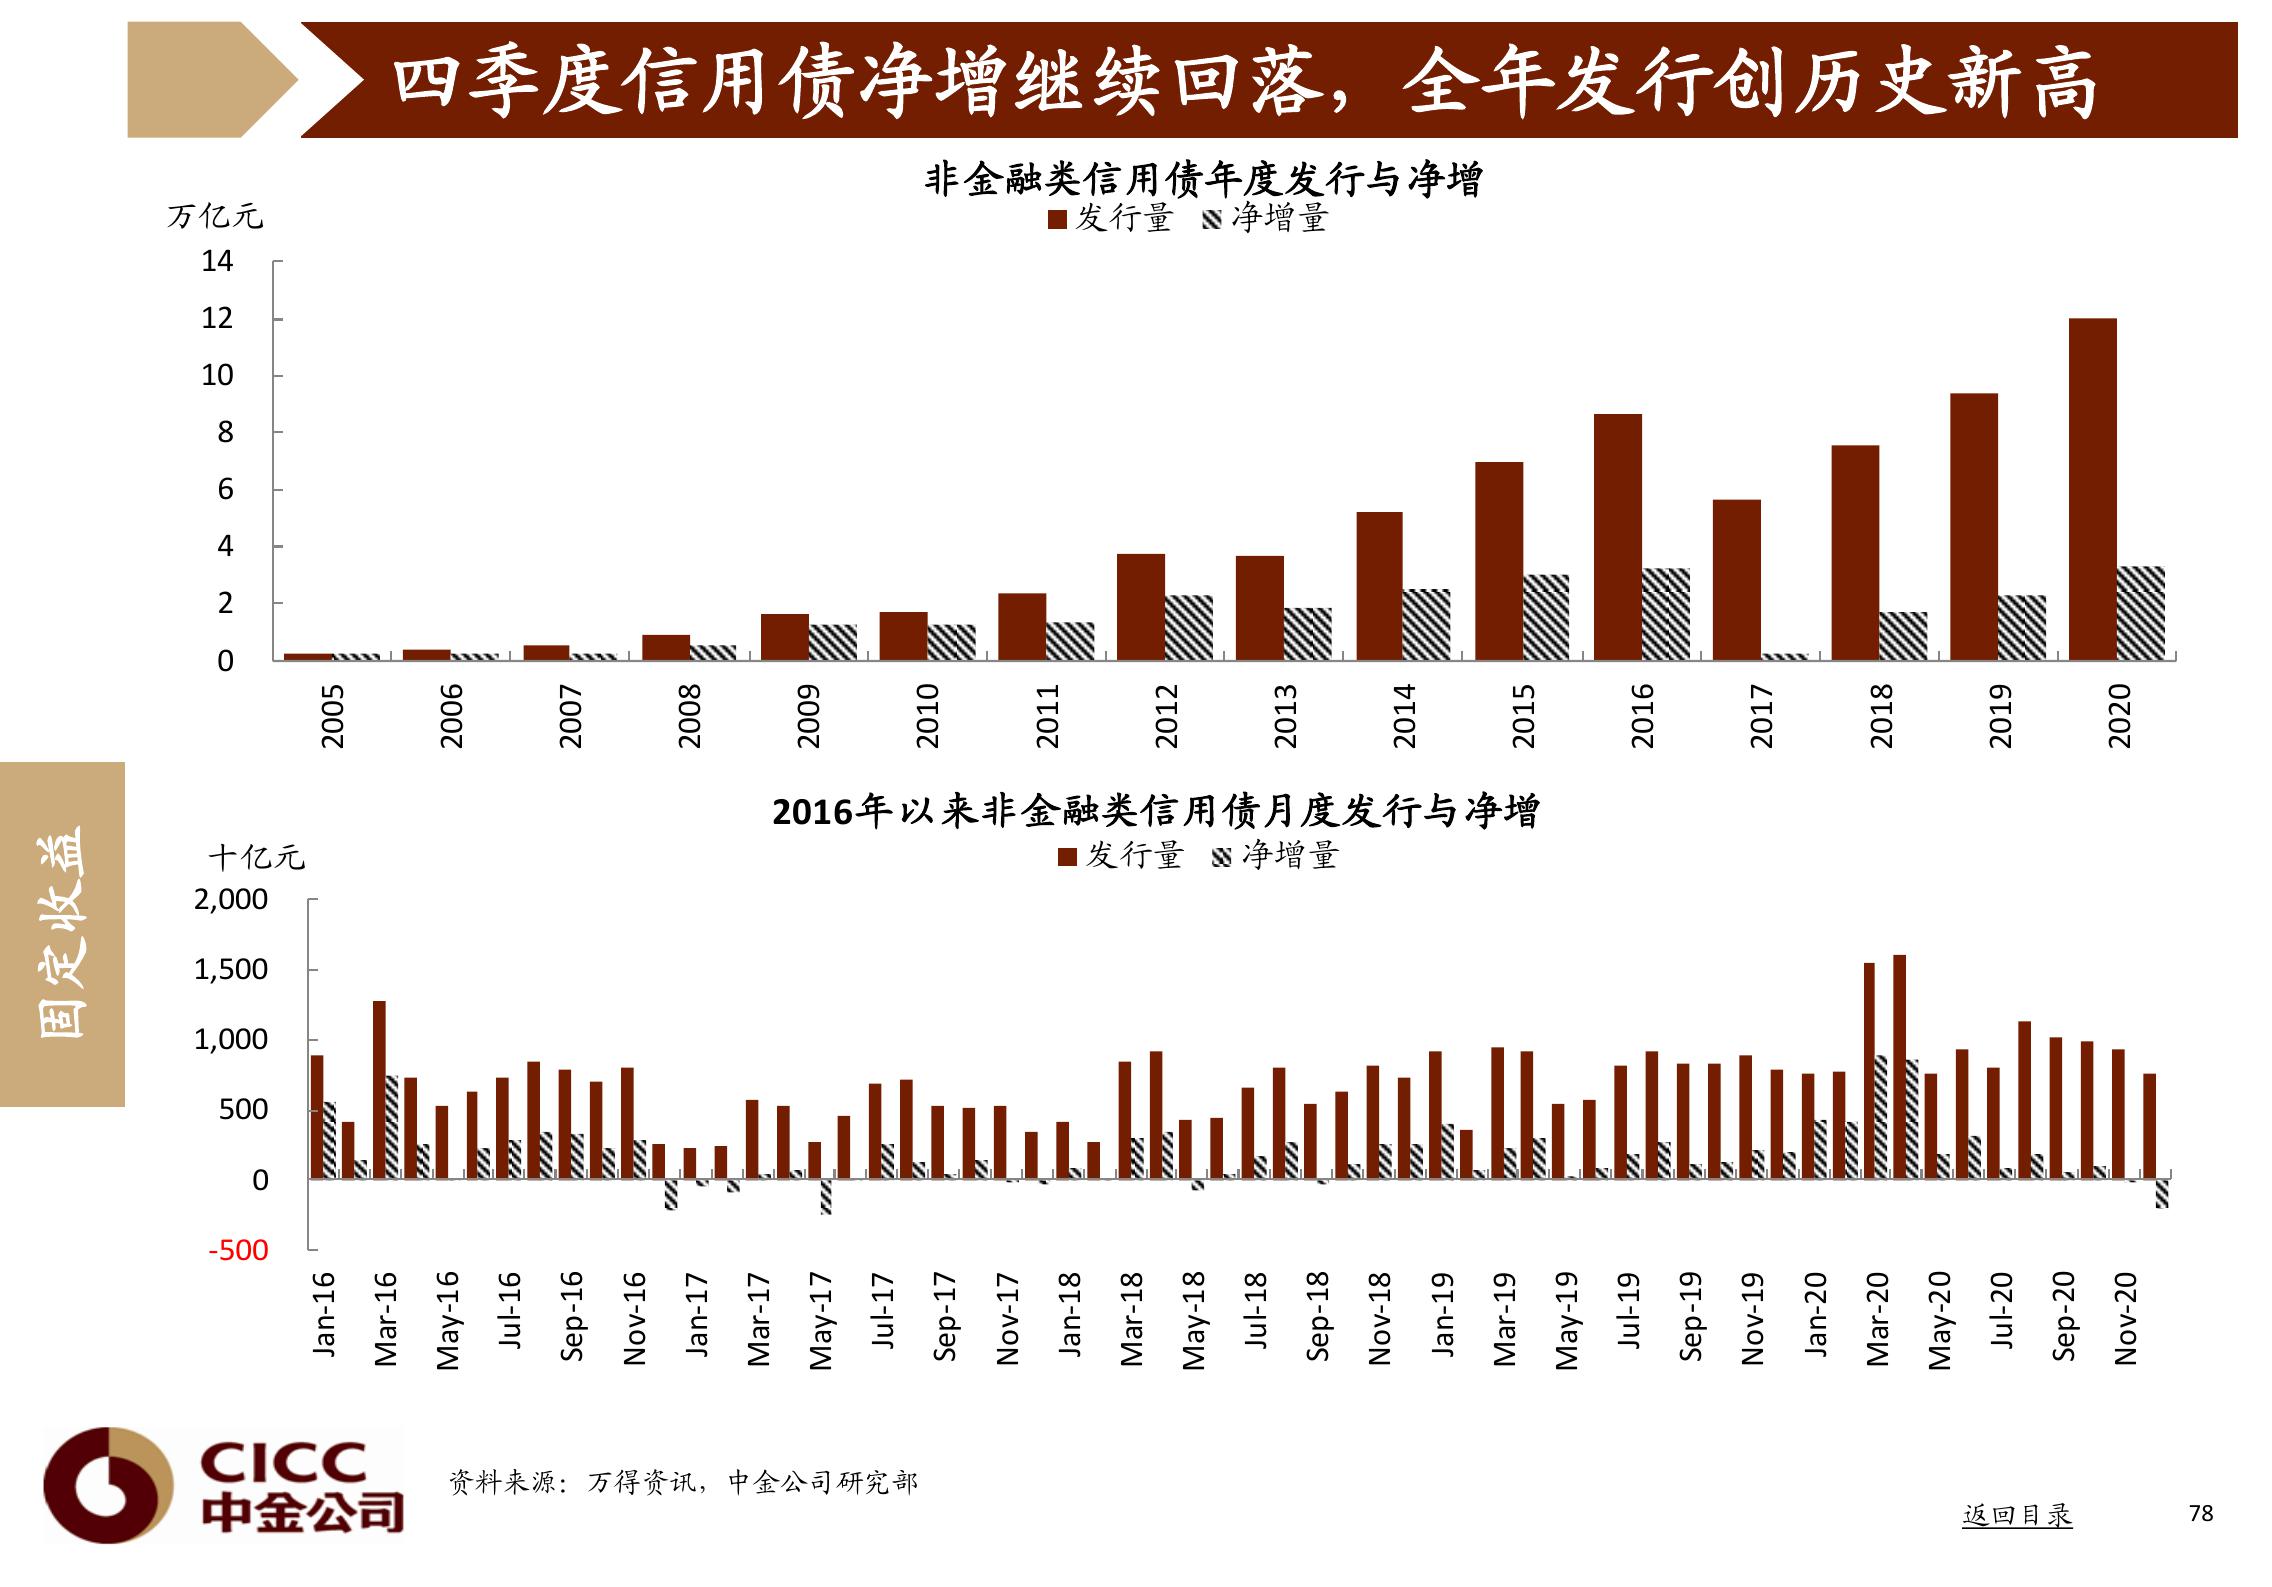 四季度信用债净增继续回落，全年发行创历史新高
非金融类信用债年度发行与净增
万亿元
发行量 净增量
14
12
10
8
6
4
2
0
2005 2006 2007 2008 2009 2010 2011 2012 2013 2014 2015 2016 2017 2018 2019 2020
固定收益
2016年以来非金融类信用债月度发行与净增
十亿元
发行量 净增量
2,000
1,500
1,000
500
0
-500
Jan-16 Mar-16 May-16 Jul-16 Sep-16 Nov-16 Jan-17 Mar-17 May-17 Jul-17 Sep-17 Nov-17 Jan-18 Mar-18 May-18 Jul-18 Sep-18 Nov-18 Jan-19 Mar-19 May-19 Jul-19 Sep-19 Nov-19 Jan-20 Mar-20 May-20 Jul-20 Sep-20 Nov-20
CICC
中金公司
资料来源：万得资讯，中金公司研究部
返回目录
78